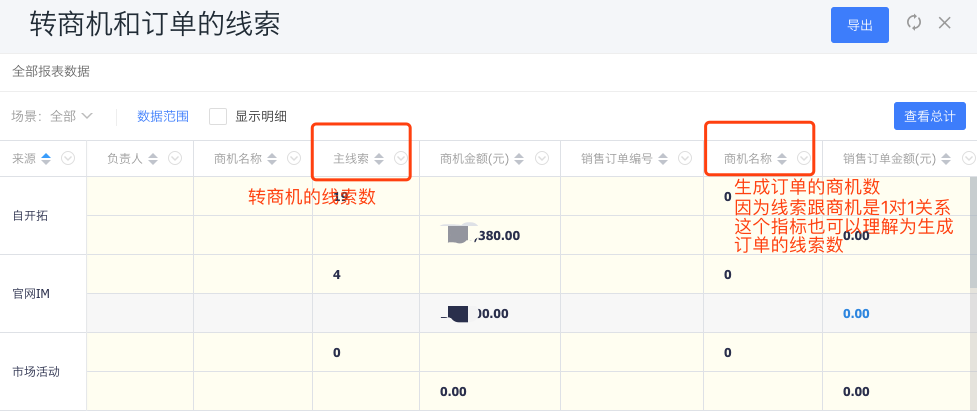 转商机和订单的线索
导出
全部报表数据
场景: 全部
数据范围
显示明细
查看总计
来源 负责人 商机名称 主线索 商机金额(元) 销售订单编号 商机名称 销售订单金额(元)
转商机的线索数
19
0
生成订单的商机数
因为线索跟商机是1对1关系
这个指标也可以理解为生成
订单的线索数
自开拓
,380.00
0.00
4
0
官网IM
00.00
0.00
0
0
市场活动
0.00
0.00